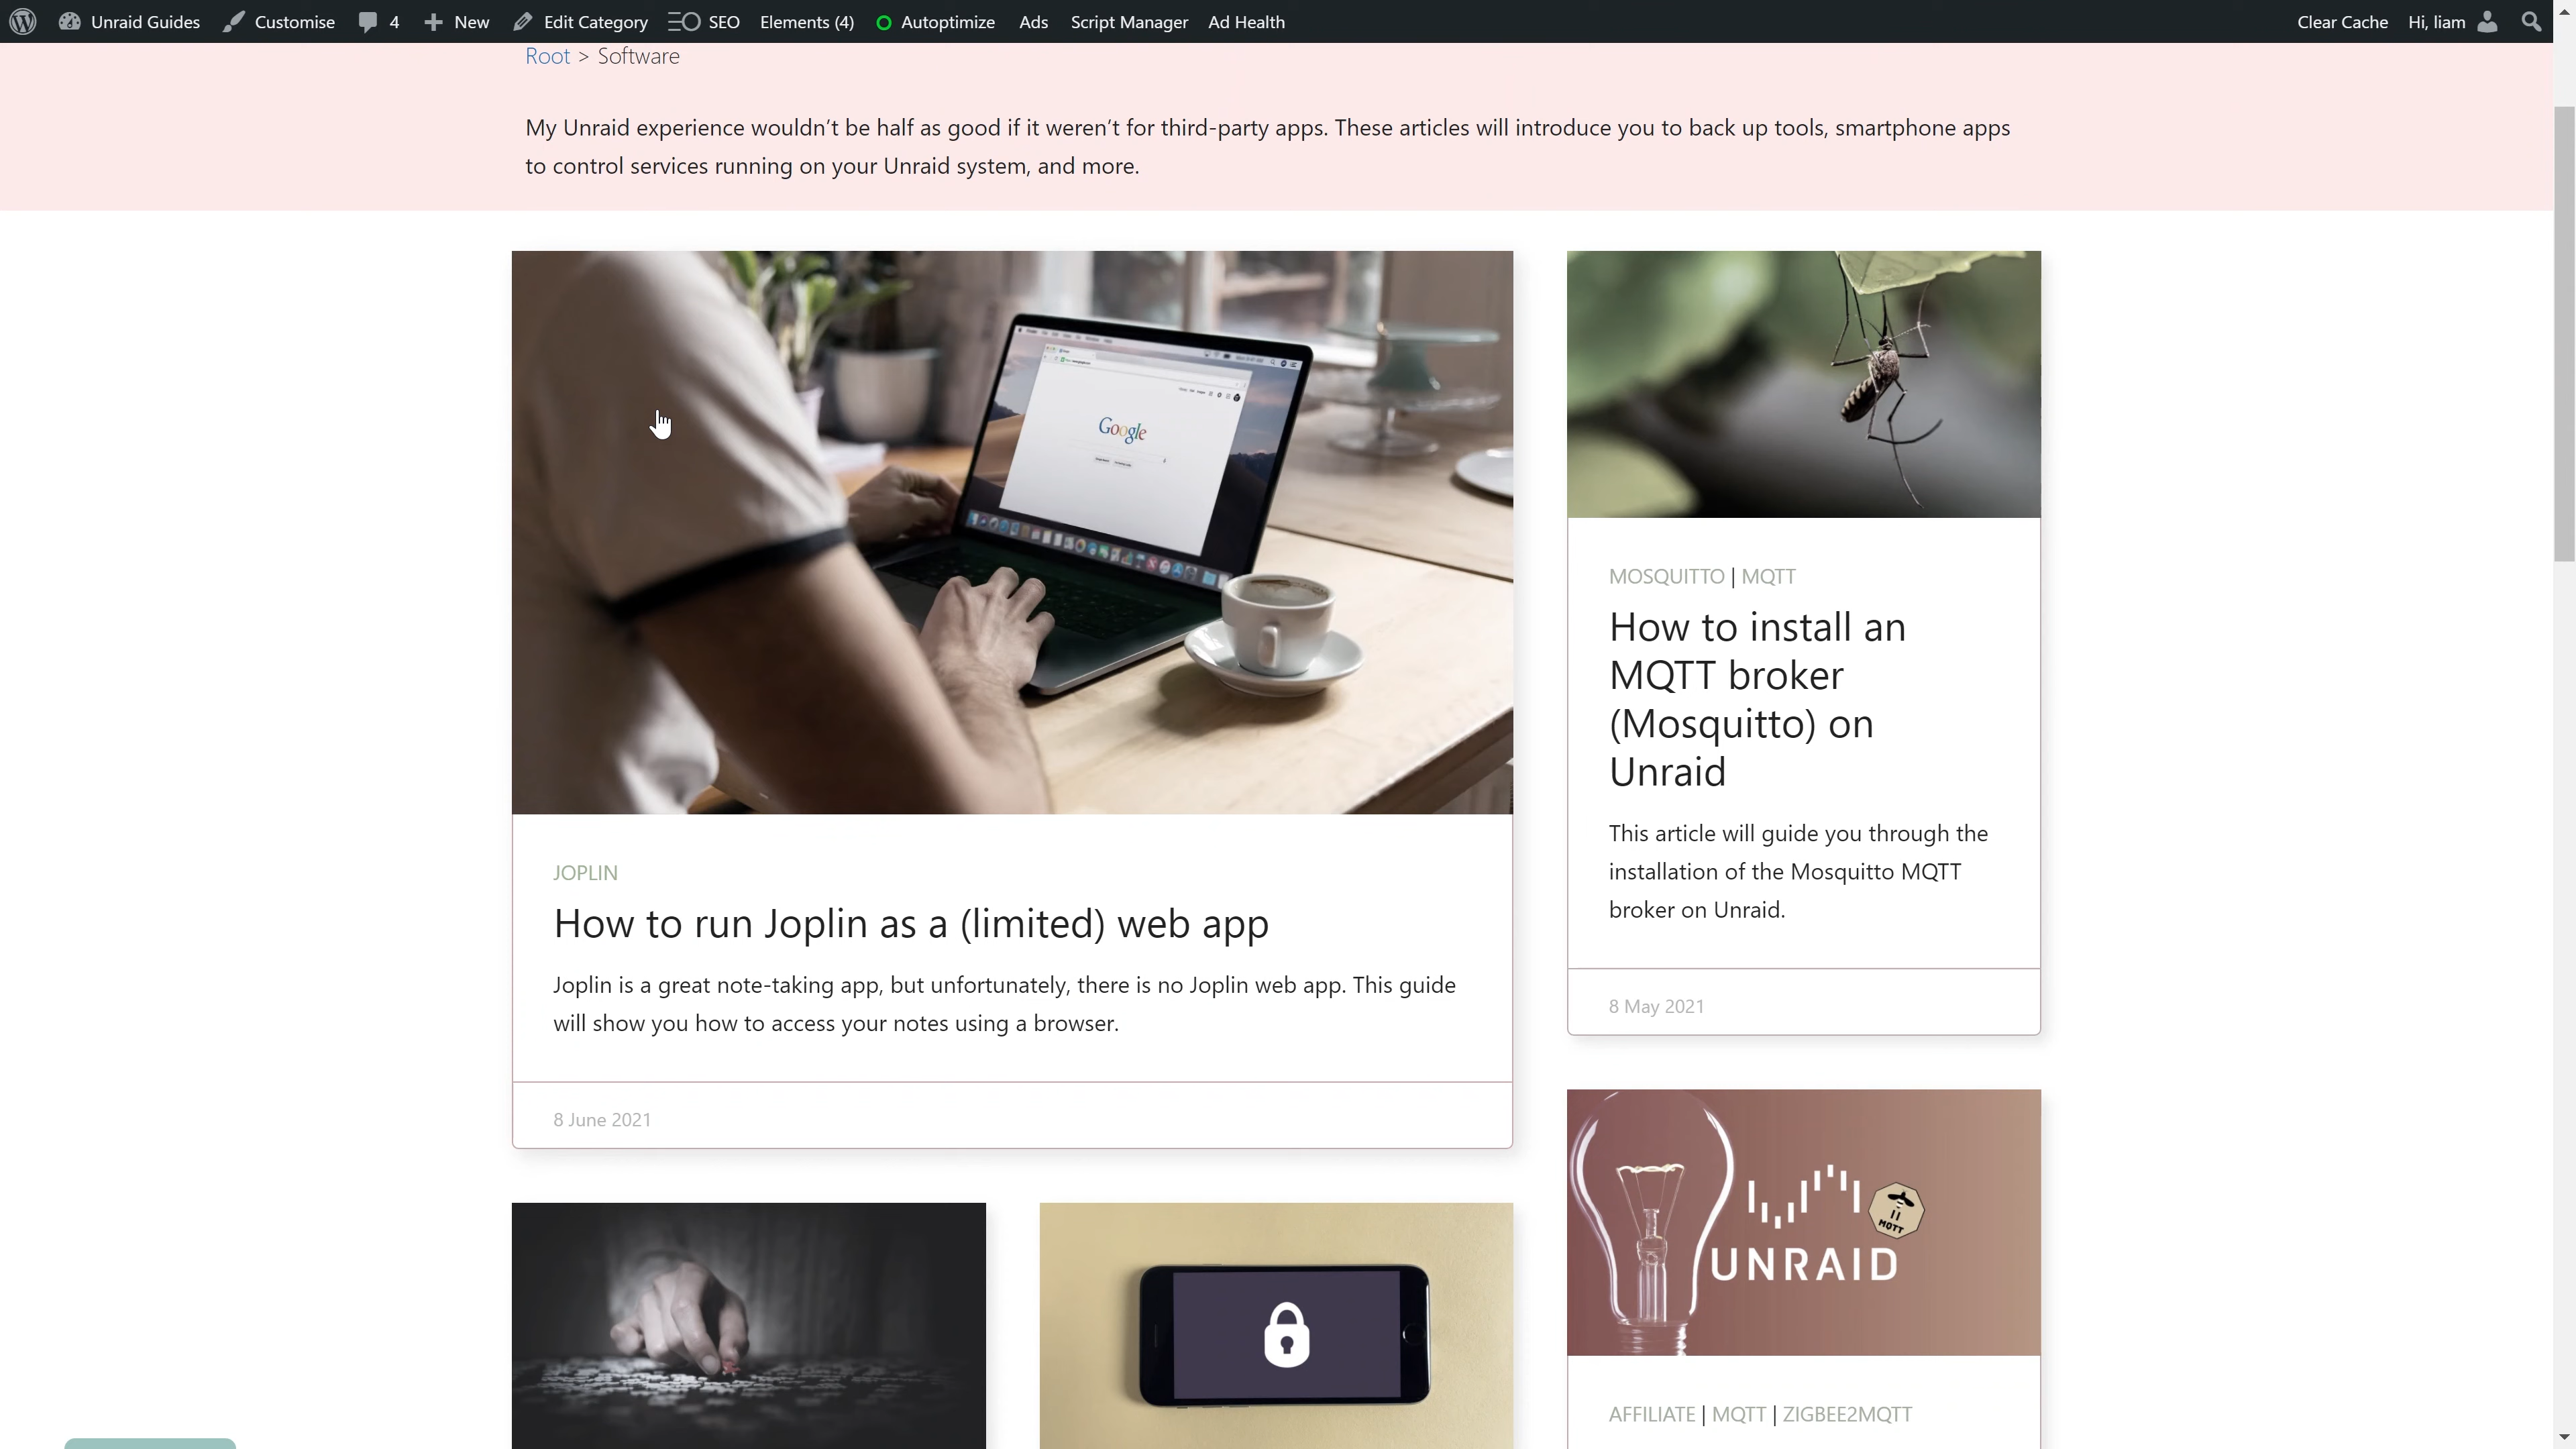 Unraid Guides Customise 4 New Edit Category SEO Elements (4) Autoptimize Ads Script Manager Ad Health Clear Cache Hi, liam
Root > Software
My Unraid experience wouldn't be half as good if it weren't for third-party apps. These articles will introduce you to back up tools, smartphone apps
to control services running on your Unraid system, and more.
Google
JOPLIN
How to run Joplin as a (limited) web app
Joplin is a great note-taking app, but unfortunately, there is no Joplin web app. This guide
will show you how to access your notes using a browser.
8 June 2021
MOSQUITTO | MQTT
How to install an
MQTT broker
(Mosquitto) on
Unraid
This article will guide you through the
installation of the Mosquitto MQTT
broker on Unraid.
8 May 2021
MQTT
UNRAID
AFFILIATE | MQTT | ZIGBEE2MQTT